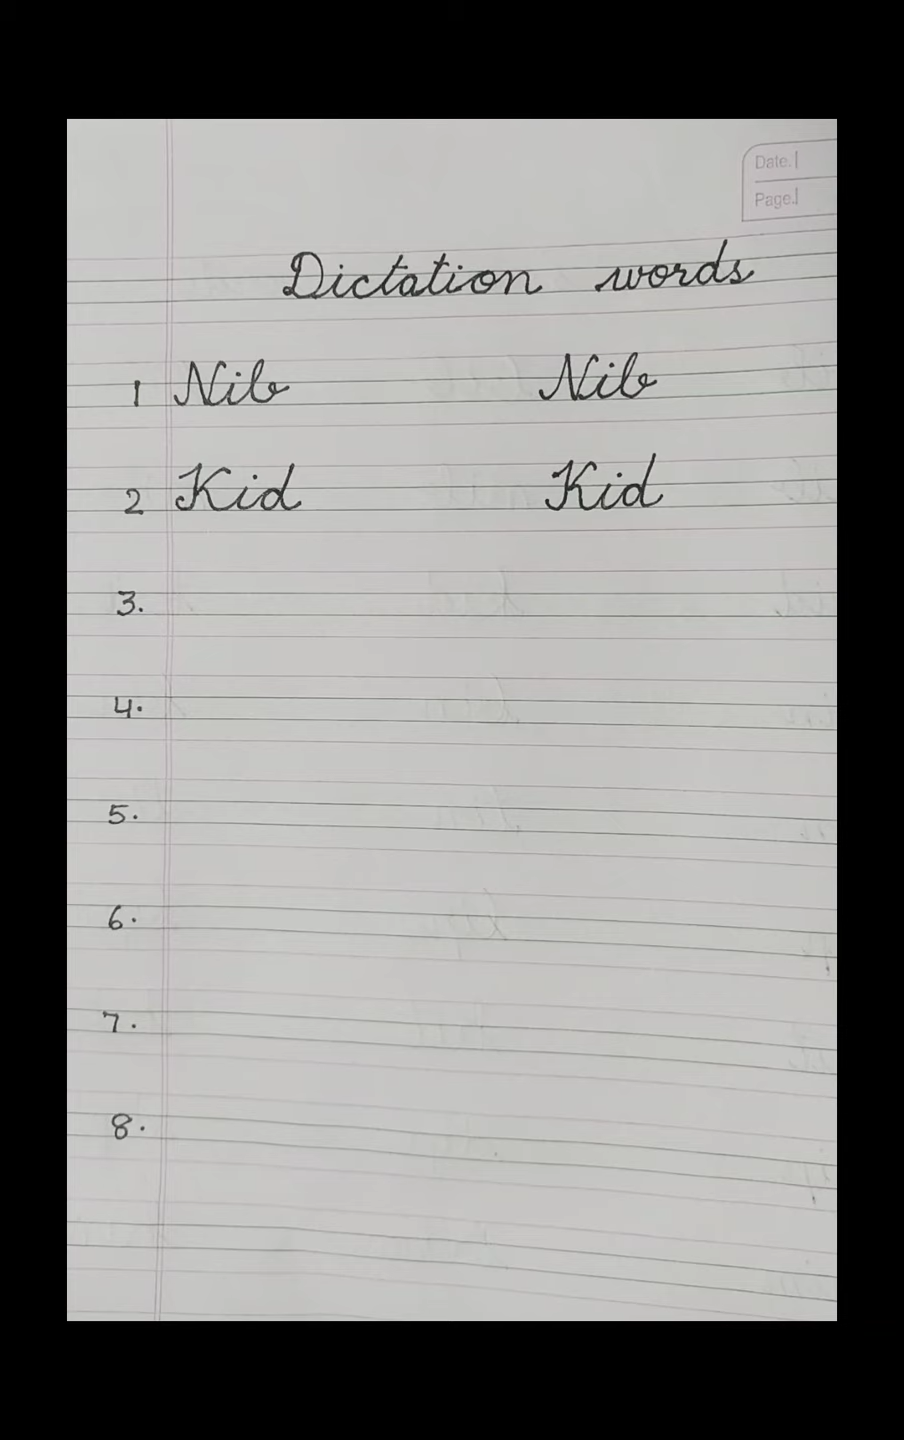 Date.
Page.
Dictation words
1 Nib Nib
2 Kid Kid
3.
4.
5.
6.
7.
8.